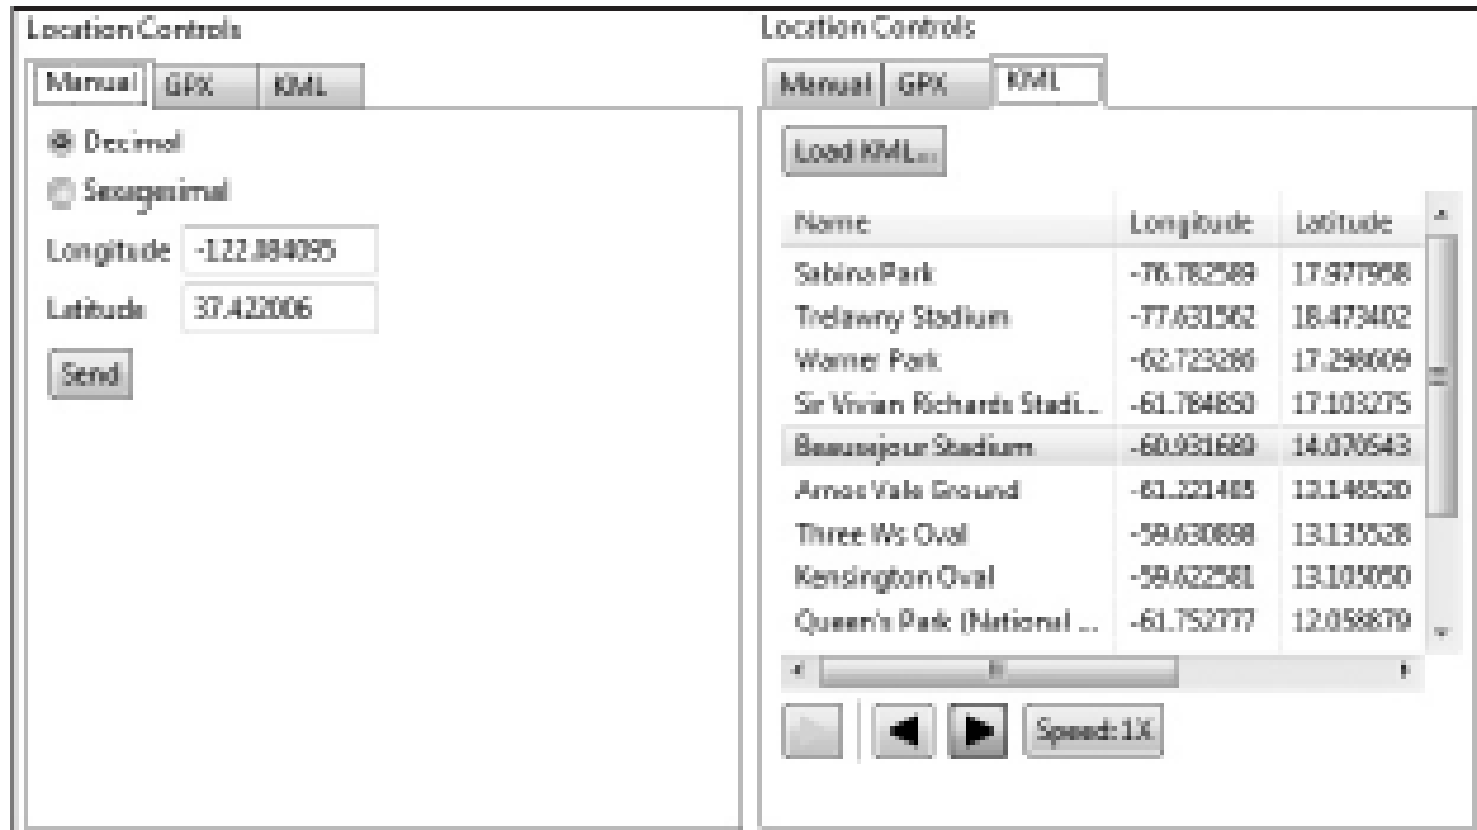 Location Controls
Manual GPX KML
Decimal
Sexagesimal
Longitude -122.084095
Latitude 37.422006
Send
Location Controls
Manual GPX KML
Load KML...
Name Longitude Latitude
Sabina Park -76.782589 17.977958
Trelawny Stadium -77.631562 18.473402
Warner Park -62.723286 17.298609
Sir Vivian Richards Stadi... -61.784850 17.103275
Beausejour Stadium -60.931689 14.070543
Arnos Vale Ground -61.221485 13.146520
Three Ws Oval -59.630898 13.135528
Kensington Oval -59.622581 13.105050
Queen's Park (National ... -61.752777 12.058879
Speed: 1X